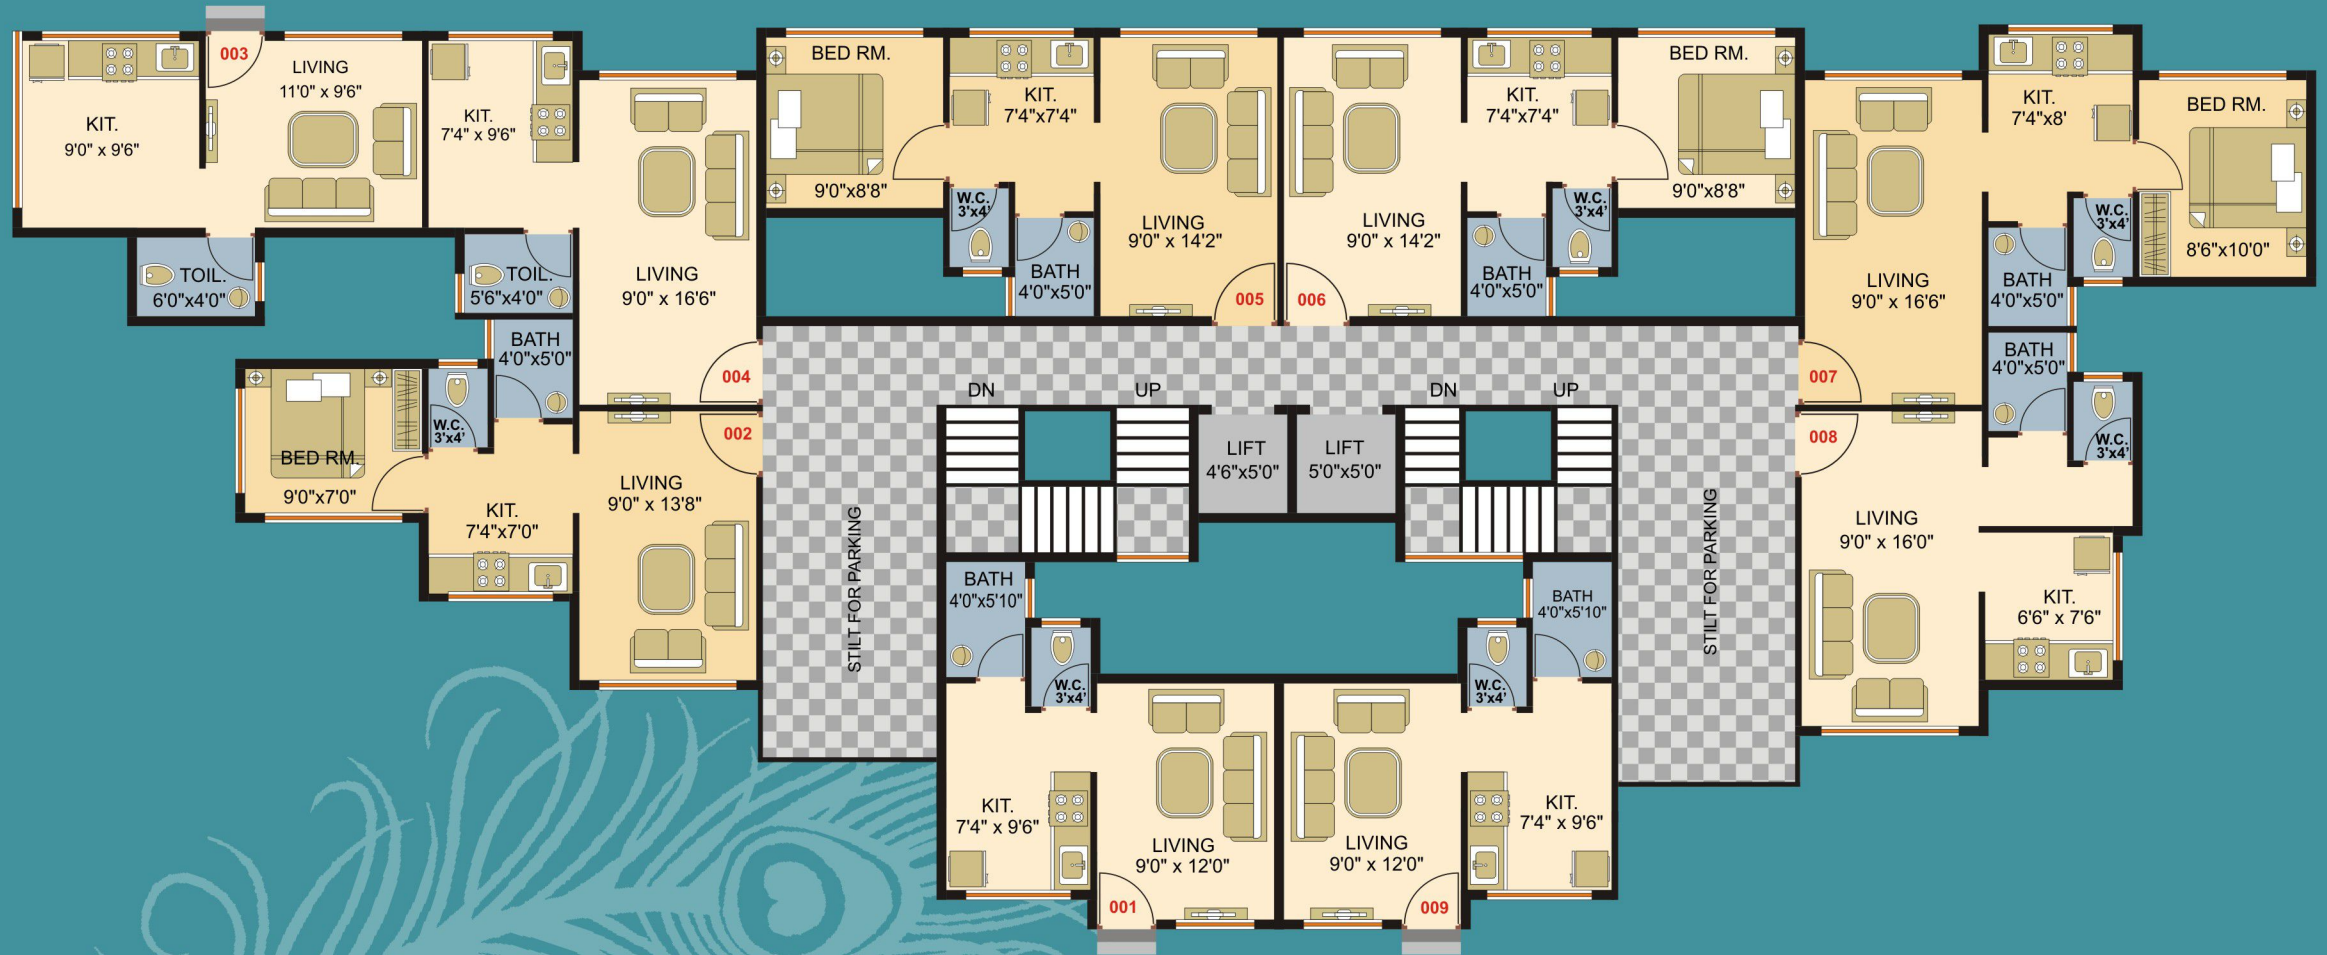 003
LIVING
11'0" x 9'6"
KIT.
9'0" x 9'6"
TOIL.
6'0"x4'0"
KIT.
7'4" x 9'6"
LIVING
9'0" x 16'6"
TOIL.
5'6"x4'0"
004
BATH
4'0"x5'0"
W.C.
3'x4'
BED RM.
9'0"x7'0"
KIT.
7'4"x7'0"
002
LIVING
9'0" x 13'8"
BED RM.
9'0"x8'8"
KIT.
7'4"x7'4"
W.C.
3'x4'
BATH
4'0"x5'0"
LIVING
9'0" x 14'2"
005
LIVING
9'0" x 14'2"
006
KIT.
7'4"x7'4"
W.C.
3'x4'
BATH
4'0"x5'0"
BED RM.
9'0"x8'8"
LIVING
9'0" x 16'6"
007
KIT.
7'4"x8'
BED RM.
8'6"x10'0"
W.C.
3'x4'
BATH
4'0"x5'0"
BATH
4'0"x5'0"
W.C.
3'x4'
008
LIVING
9'0" x 16'0"
KIT.
6'6" x 7'6"
DN
UP
LIFT
4'6"x5'0"
LIFT
5'0"x5'0"
DN
UP
STILT FOR PARKING
STILT FOR PARKING
BATH
4'0"x5'10"
W.C.
3'x4'
KIT.
7'4" x 9'6"
LIVING
9'0" x 12'0"
001
BATH
4'0"x5'10"
W.C.
3'x4'
KIT.
7'4" x 9'6"
LIVING
9'0" x 12'0"
009